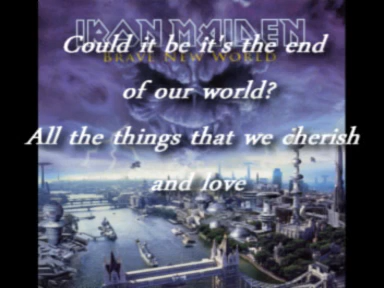 IRON MAIDEN
Could it be it's the end
BRAVE NEW WORLD
of our world?
All the things that we cherish
and love